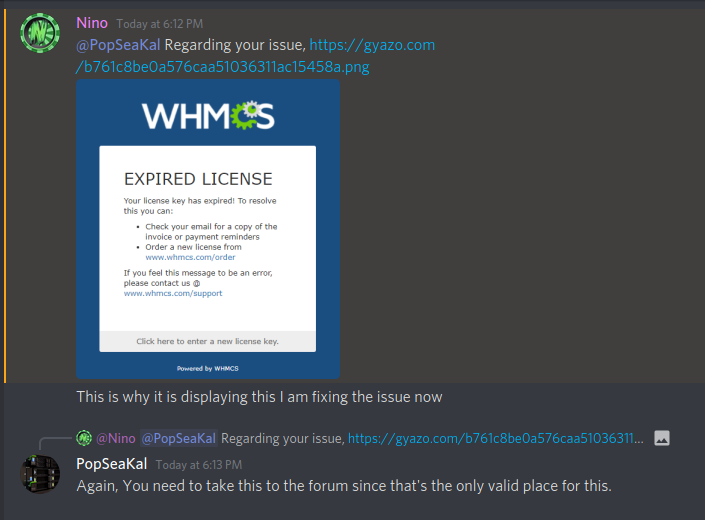 Nino Today at 6:12 PM
@PopSeaKal Regarding your issue, https://gyazo.com
/b761c8be0a576caa51036311ac15458a.png
WHMCS
EXPIRED LICENSE
Your license key has expired! To resolve
this you can:
• Check your email for a copy of the
invoice or payment reminders
• Order a new license from
www.whmcs.com/order
If you feel this message to be an error,
please contact us @
www.whmcs.com/support
Click here to enter a new license key.
Powered by WHMCS
This is why it is displaying this I am fixing the issue now
@Nino @PopSeaKal Regarding your issue, https://gyazo.com/b761c8be0a576caa51036311...
PopSeaKal Today at 6:13 PM
Again, You need to take this to the forum since that's the only valid place for this.